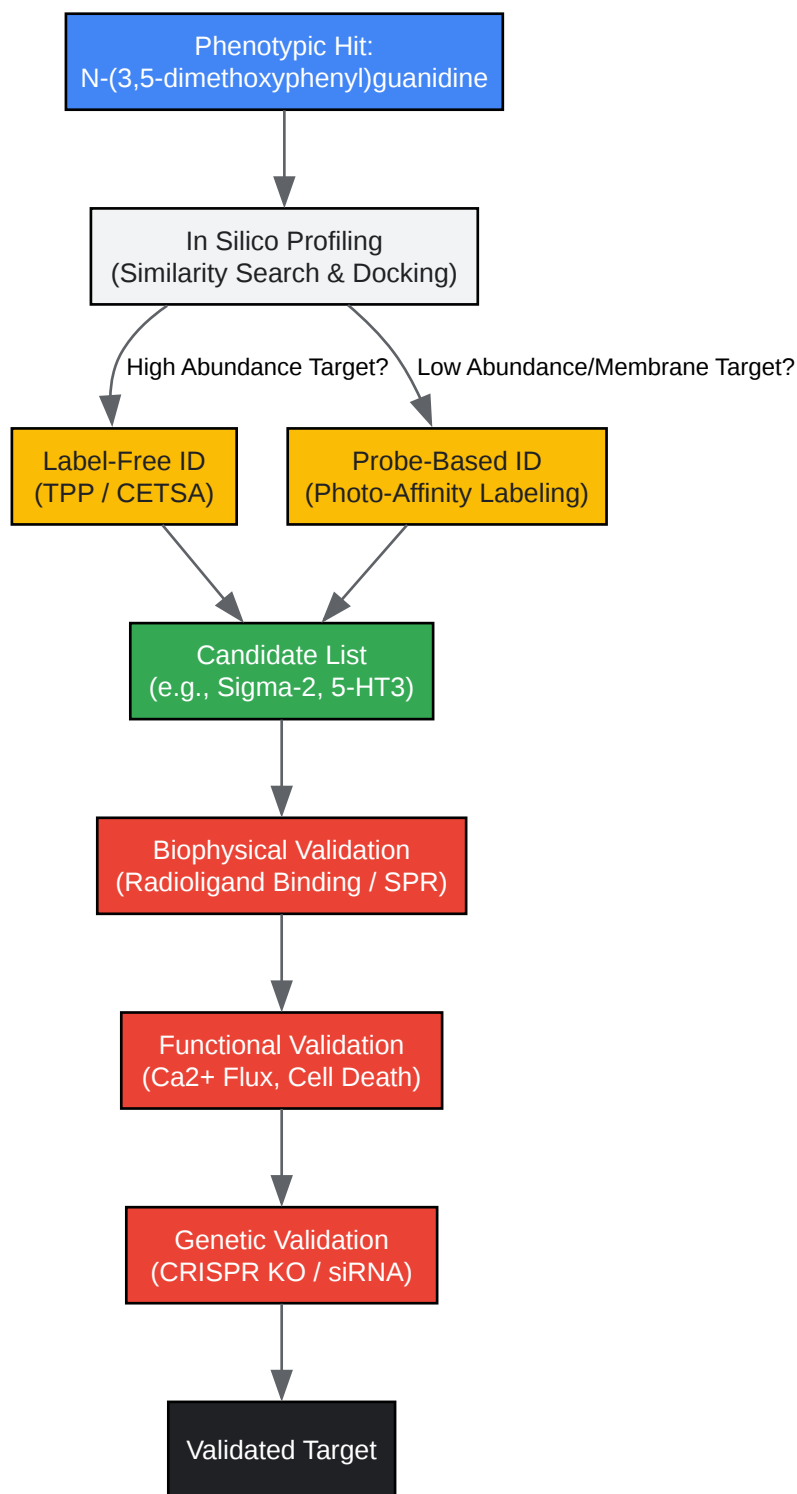 Phenotypic Hit:
N-(3,5-dimethoxyphenyl)guanidine
In Silico Profiling
(Similarity Search & Docking)
High Abundance Target?
Low Abundance/Membrane Target?
Label-Free ID
(TPP / CETSA)
Probe-Based ID
(Photo-Affinity Labeling)
Candidate List
(e.g., Sigma-2, 5-HT3)
Biophysical Validation
(Radioligand Binding / SPR)
Functional Validation
(Ca2+ Flux, Cell Death)
Genetic Validation
(CRISPR KO / siRNA)
Validated Target